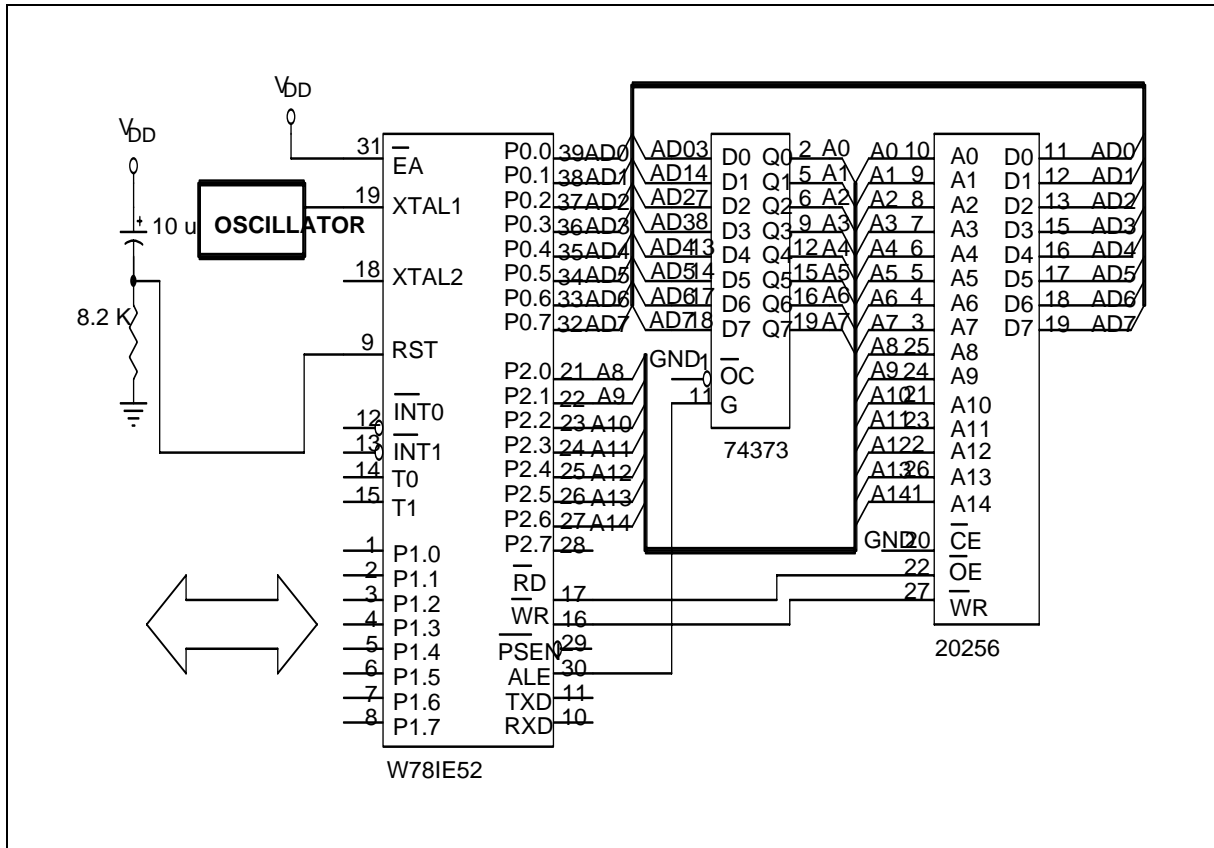 VDD
VDD
10 u
8.2 K
OSCILLATOR
31 EA
19 XTAL1
18 XTAL2
9 RST
12 INT0
13 INT1
14 T0
15 T1
1 P1.0
2 P1.1
3 P1.2
4 P1.3
5 P1.4
6 P1.5
7 P1.6
8 P1.7
P0.0 39 AD0
P0.1 38 AD1
P0.2 37 AD2
P0.3 36 AD3
P0.4 35 AD4
P0.5 34 AD5
P0.6 33 AD6
P0.7 32 AD7
P2.0 21 A8
P2.1 22 A9
P2.2 23 A10
P2.3 24 A11
P2.4 25 A12
P2.5 26 A13
P2.6 27 A14
P2.7 28
RD 17
WR 16
PSEN 29
ALE 30
TXD 11
RXD 10
W78IE52
AD0 3 D0 Q0 2 A0
AD1 4 D1 Q1 5 A1
AD2 7 D2 Q2 6 A2
AD3 8 D3 Q3 9 A3
AD4 13 D4 Q4 12 A4
AD5 14 D5 Q5 15 A5
AD6 17 D6 Q6 16 A6
AD7 18 D7 Q7 19 A7
GND 1 OC
11 G
74373
A0 10 A0 D0 11 AD0
A1 9 A1 D1 12 AD1
A2 8 A2 D2 13 AD2
A3 7 A3 D3 15 AD3
A4 6 A4 D4 16 AD4
A5 5 A5 D5 17 AD5
A6 4 A6 D6 18 AD6
A7 3 A7 D7 19 AD7
A8 25 A8
A9 24 A9
A10 21 A10
A11 23 A11
A12 2 A12
A13 26 A13
A14 1 A14
GND 20 CE
22 OE
27 WR
20256